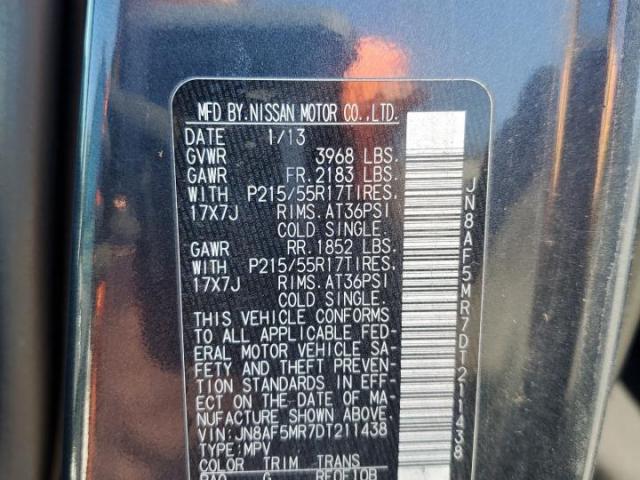 MFD BY.NISSAN MOTOR CO.,LTD.
DATE 1/13
GVWR 3968 LBS.
GAWR FR.2183 LBS.
WITH P215/55R17TIRES.
17X7J RIMS.AT36PSI
COLD SINGLE.
GAWR RR.1852 LBS.
WITH P215/55R17TIRES.
17X7J RIMS.AT36PSI
COLD SINGLE.
THIS VEHICLE CONFORMS
TO ALL APPLICABLE FED-
ERAL MOTOR VEHICLE SA-
FETY AND THEFT PREVEN-
TION STANDARDS IN EFF-
ECT ON THE DATE OF MA-
NUFACTURE SHOWN ABOVE.
VIN:JN8AF5MR7DT211438
TYPE:MPV
COLOR TRIM TRANS
G RE0F10B
JN8AF5MR7DT211438